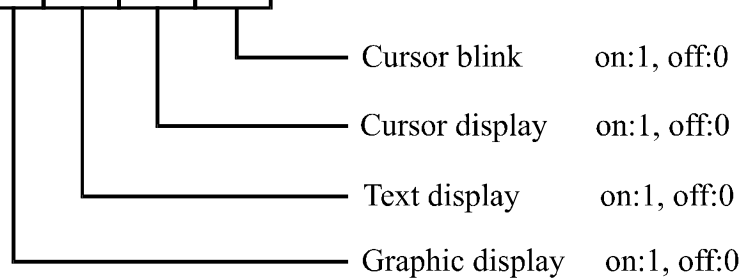 Cursor blink on:1, off:0
Cursor display on:1, off:0
Text display on:1, off:0
Graphic display on:1, off:0